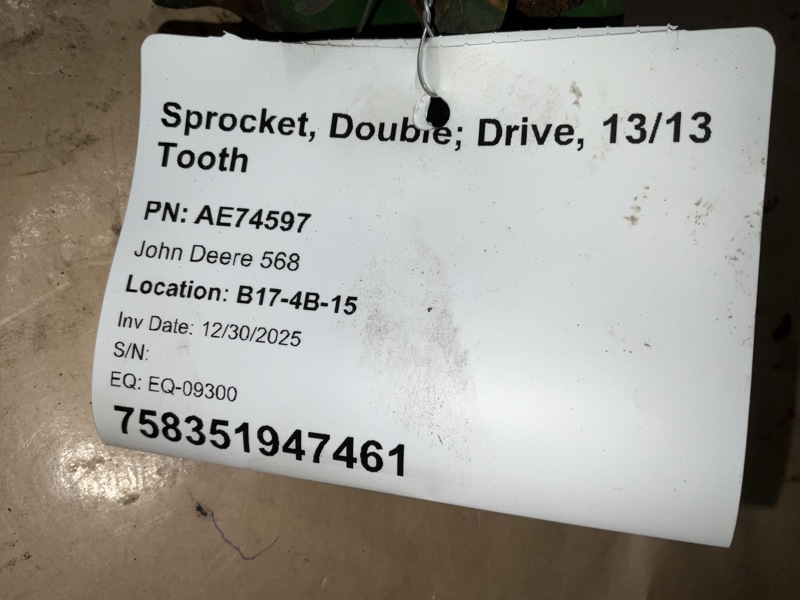 Sprocket, Double; Drive, 13/13
Tooth
PN: AE74597
John Deere 568
Location: B17-4B-15
Inv Date: 12/30/2025
S/N:
EQ: EQ-09300
758351947461